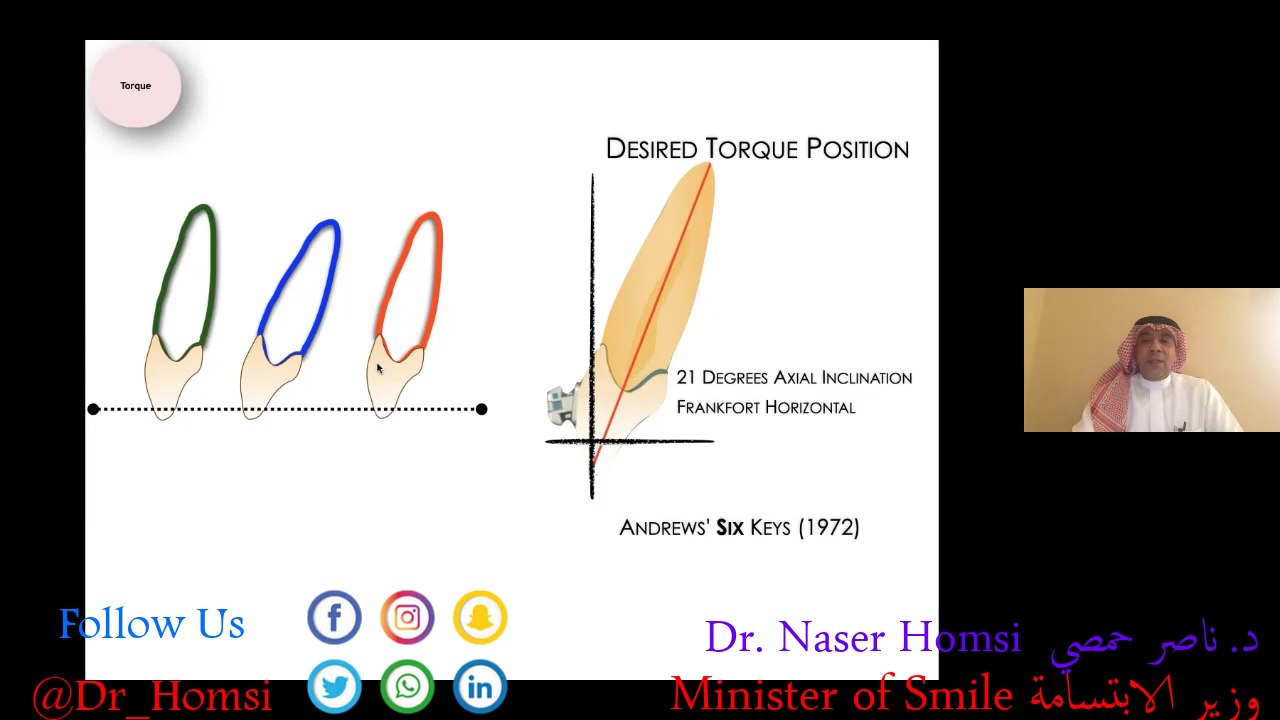 Torque
DESIRED TORQUE POSITION
21 DEGREES AXIAL INCLINATION
FRANKFORT HORIZONTAL
ANDREWS' SIX KEYS (1972)
Follow Us
@Dr_Homsi
Dr. Naser Homsi د. ناصر حمصي
Minister of Smile وزير الابتسامة